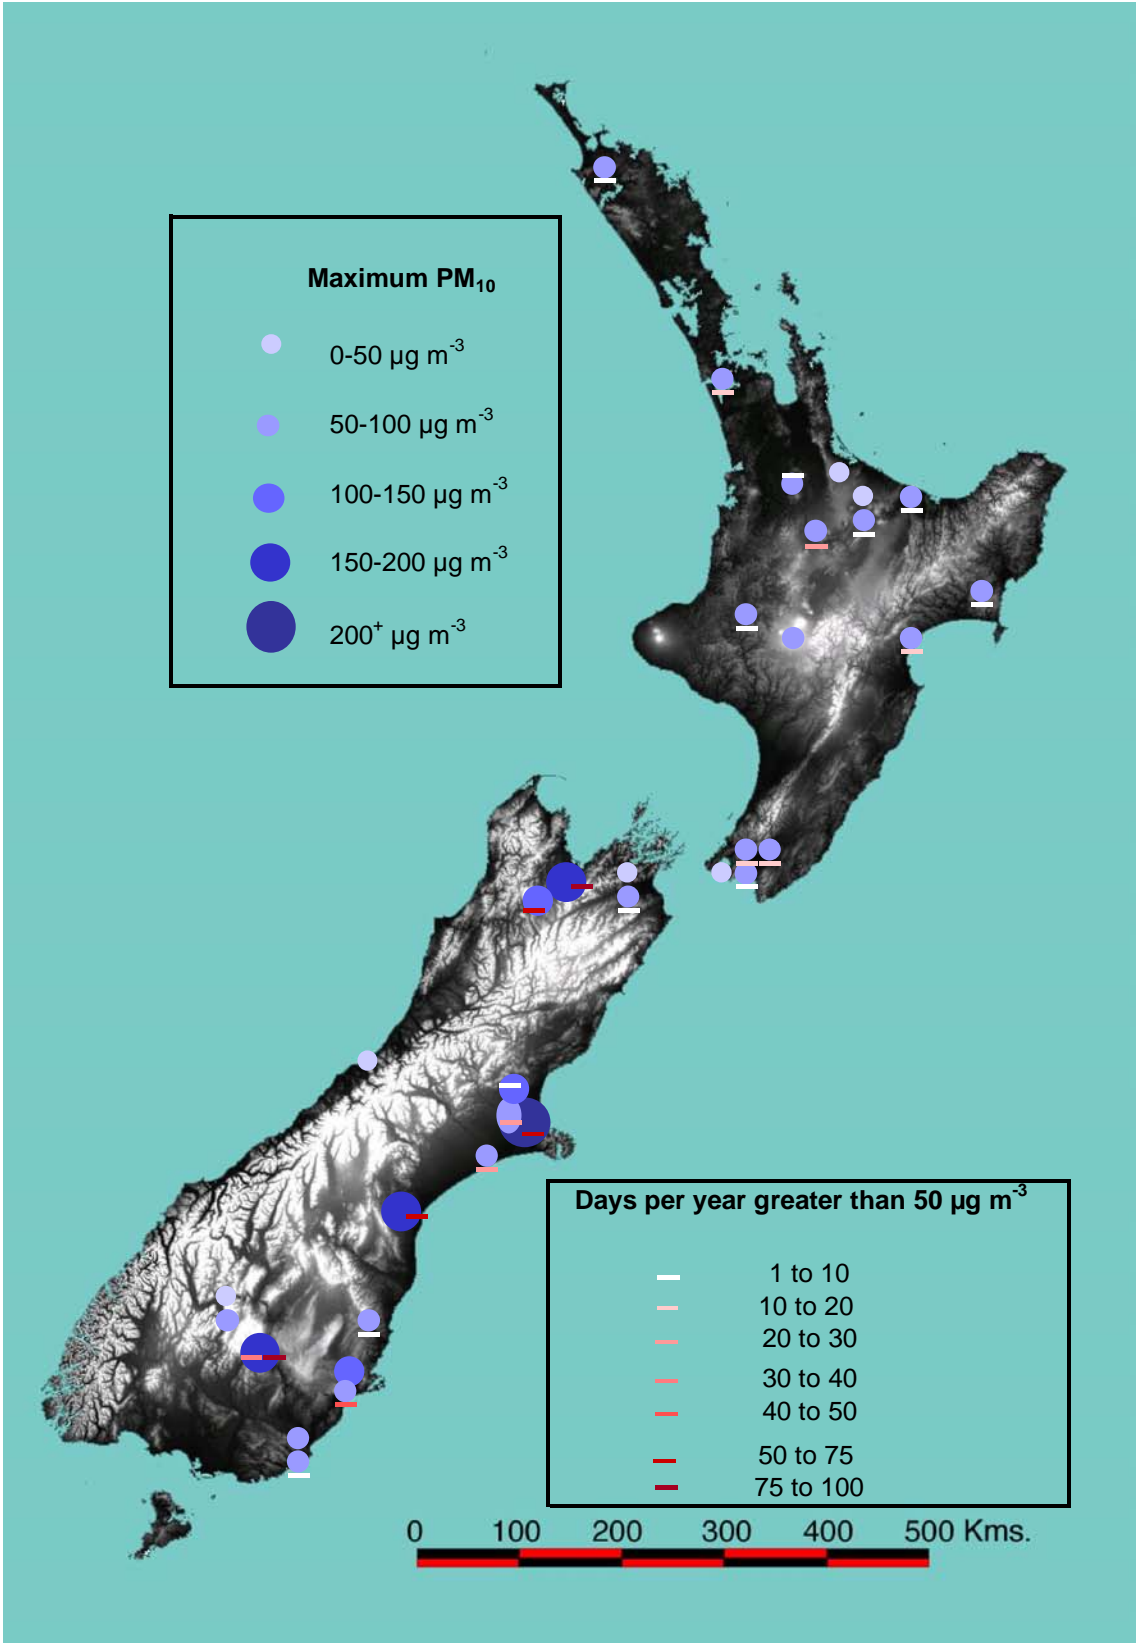 Maximum PM₁₀
0-50 µg m⁻³
50-100 µg m⁻³
100-150 µg m⁻³
150-200 µg m⁻³
200⁺ µg m⁻³
Days per year greater than 50 µg m⁻³
1 to 10
10 to 20
20 to 30
30 to 40
40 to 50
50 to 75
75 to 100
0 100 200 300 400 500 Kms.